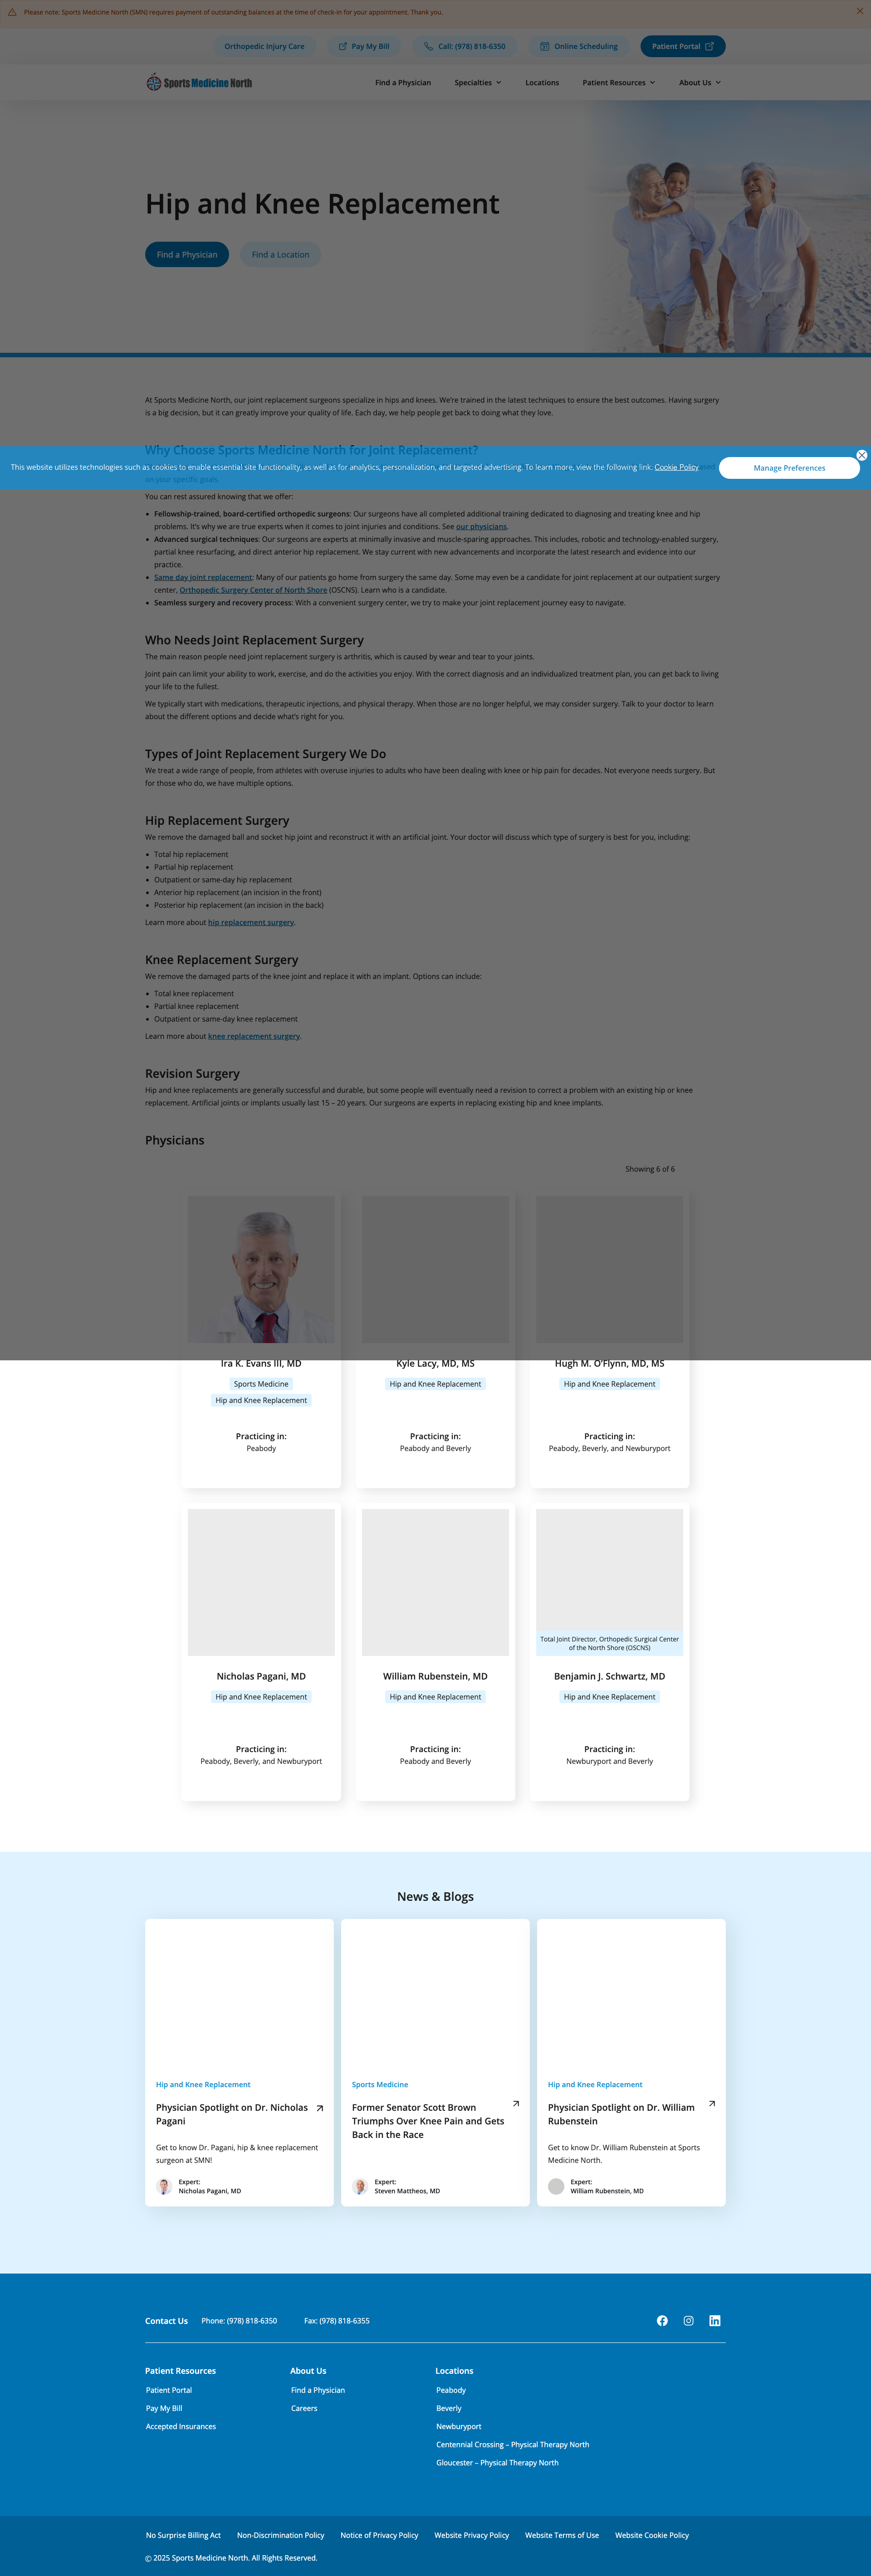 Please note: Sports Medicine North (SMN) requires payment of outstanding balances at the time of check-in for your appointment. Thank you.
Orthopedic Injury Care
Pay My Bill
Call: (978) 818-6350
Online Scheduling
Patient Portal
Sports Medicine North
Find a Physician
Specialties
Locations
Patient Resources
About Us
Hip and Knee Replacement
Find a Physician
Find a Location
At Sports Medicine North, our joint replacement surgeons specialize in hips and knees. We're trained in the latest techniques to ensure the best outcomes. Having surgery
is a big decision, but it can greatly improve your quality of life. Each day, we help people get back to doing what they love.
Why Choose Sports Medicine North for Joint Replacement?
This website utilizes technologies such as cookies to enable essential site functionality, as well as for analytics, personalization, and targeted advertising. To learn more, view the following link: Cookie Policy
Manage Preferences
on your specific goals.
You can rest assured knowing that we offer:
• Fellowship-trained, board-certified orthopedic surgeons: Our surgeons have all completed additional training dedicated to diagnosing and treating knee and hip
problems. It's why we are true experts when it comes to joint injuries and conditions. See our physicians.
• Advanced surgical techniques: Our surgeons are experts at minimally invasive and muscle-sparing approaches. This includes, robotic and technology-enabled surgery,
partial knee resurfacing, and direct anterior hip replacement. We stay current with new advancements and incorporate the latest research and evidence into our
practice.
• Same day joint replacement: Many of our patients go home from surgery the same day. Some may even be a candidate for joint replacement at our outpatient surgery
center, Orthopedic Surgery Center of North Shore (OSCNS). Learn who is a candidate.
• Seamless surgery and recovery process: With a convenient surgery center, we try to make your joint replacement journey easy to navigate.
Who Needs Joint Replacement Surgery
The main reason people need joint replacement surgery is arthritis, which is caused by wear and tear to your joints.
Joint pain can limit your ability to work, exercise, and do the activities you enjoy. With the correct diagnosis and an individualized treatment plan, you can get back to living
your life to the fullest.
We typically start with medications, therapeutic injections, and physical therapy. When those are no longer helpful, we may consider surgery. Talk to your doctor to learn
about the different options and decide what's right for you.
Types of Joint Replacement Surgery We Do
We treat a wide range of people, from athletes with overuse injuries to adults who have been dealing with knee or hip pain for decades. Not everyone needs surgery. But
for those who do, we have multiple options.
Hip Replacement Surgery
We remove the damaged ball and socket hip joint and reconstruct it with an artificial joint. Your doctor will discuss which type of surgery is best for you, including:
• Total hip replacement
• Partial hip replacement
• Outpatient or same-day hip replacement
• Anterior hip replacement (an incision in the front)
• Posterior hip replacement (an incision in the back)
Learn more about hip replacement surgery.
Knee Replacement Surgery
We remove the damaged parts of the knee joint and replace it with an implant. Options can include:
• Total knee replacement
• Partial knee replacement
• Outpatient or same-day knee replacement
Learn more about knee replacement surgery.
Revision Surgery
Hip and knee replacements are generally successful and durable, but some people will eventually need a revision to correct a problem with an existing hip or knee
replacement. Artificial joints or implants usually last 15 – 20 years. Our surgeons are experts in replacing existing hip and knee implants.
Physicians
Showing 6 of 6
Ira K. Evans III, MD
Sports Medicine
Hip and Knee Replacement
Practicing in:
Peabody
Kyle Lacy, MD, MS
Hip and Knee Replacement
Practicing in:
Peabody and Beverly
Hugh M. O'Flynn, MD, MS
Hip and Knee Replacement
Practicing in:
Peabody, Beverly, and Newburyport
Nicholas Pagani, MD
Hip and Knee Replacement
Practicing in:
Peabody, Beverly, and Newburyport
William Rubenstein, MD
Hip and Knee Replacement
Practicing in:
Peabody and Beverly
Total Joint Director, Orthopedic Surgical Center
of the North Shore (OSCNS)
Benjamin J. Schwartz, MD
Hip and Knee Replacement
Practicing in:
Newburyport and Beverly
News & Blogs
Hip and Knee Replacement
Physician Spotlight on Dr. Nicholas
Pagani
Get to know Dr. Pagani, hip & knee replacement
surgeon at SMN!
Expert:
Nicholas Pagani, MD
Sports Medicine
Former Senator Scott Brown
Triumphs Over Knee Pain and Gets
Back in the Race
Expert:
Steven Mattheos, MD
Hip and Knee Replacement
Physician Spotlight on Dr. William
Rubenstein
Get to know Dr. William Rubenstein at Sports
Medicine North.
Expert:
William Rubenstein, MD
Contact Us
Phone: (978) 818-6350
Fax: (978) 818-6355
Patient Resources
Patient Portal
Pay My Bill
Accepted Insurances
About Us
Find a Physician
Careers
Locations
Peabody
Beverly
Newburyport
Centennial Crossing – Physical Therapy North
Gloucester – Physical Therapy North
No Surprise Billing Act
Non-Discrimination Policy
Notice of Privacy Policy
Website Privacy Policy
Website Terms of Use
Website Cookie Policy
© 2025 Sports Medicine North. All Rights Reserved.